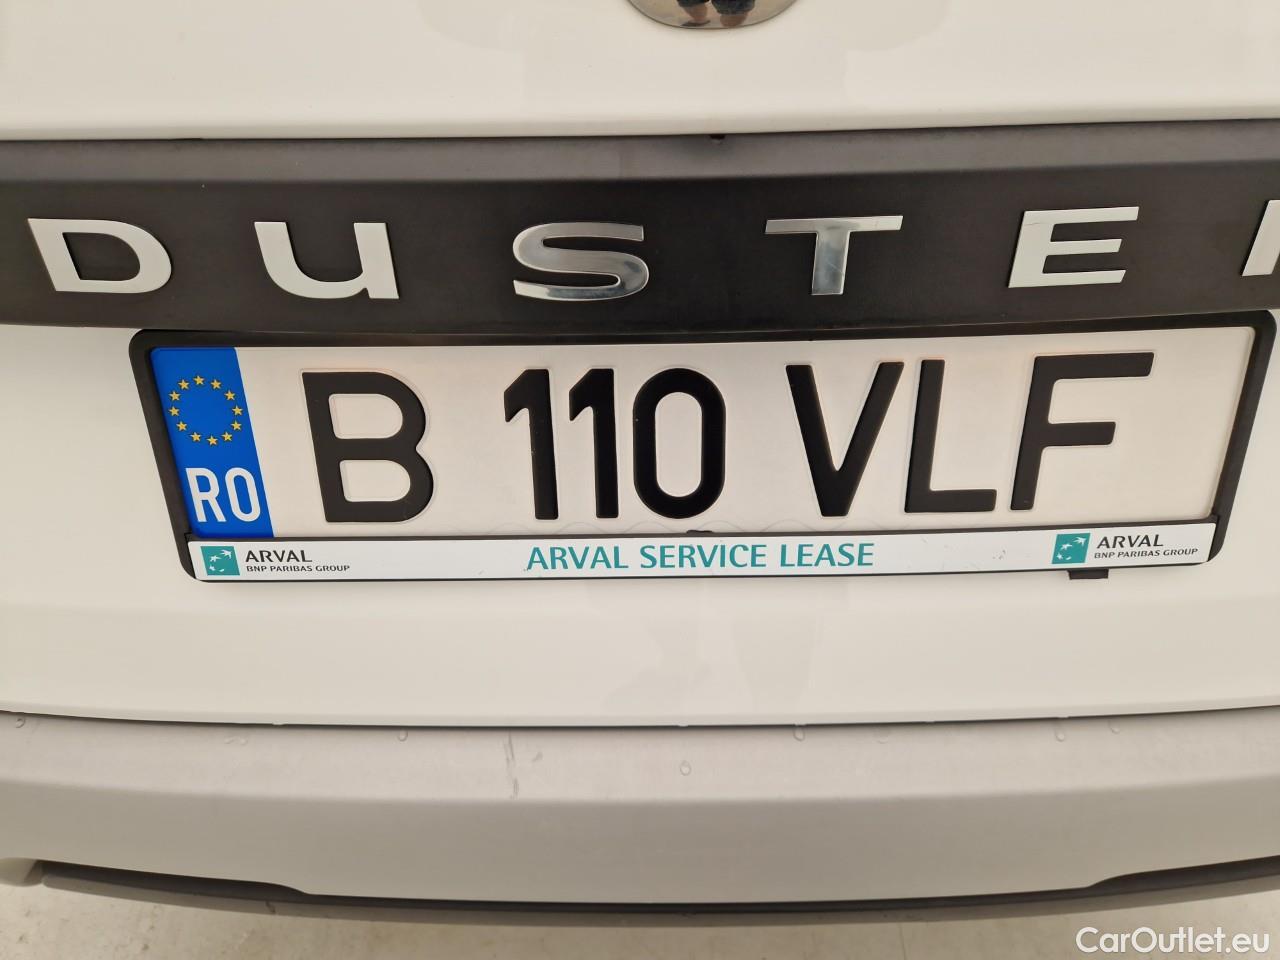 DUSTE
RO B 110 VLF
ARVAL BNP PARIBAS GROUP ARVAL SERVICE LEASE ARVAL BNP PARIBAS GROUP
CarOutlet.eu